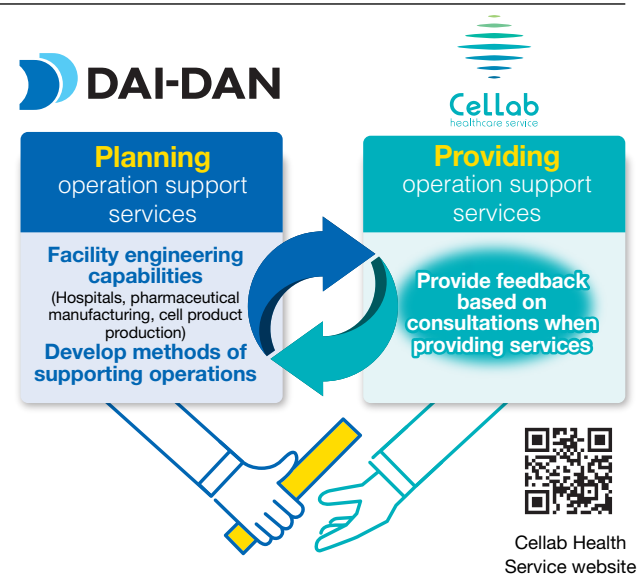 DAI-DAN
Cellab
healthcare service
Planning
operation support
services
Facility engineering
capabilities
(Hospitals, pharmaceutical
manufacturing, cell product
production)
Develop methods of
supporting operations
Providing
operation support
services
Provide feedback
based on
consultations when
providing services
Cellab Health
Service website